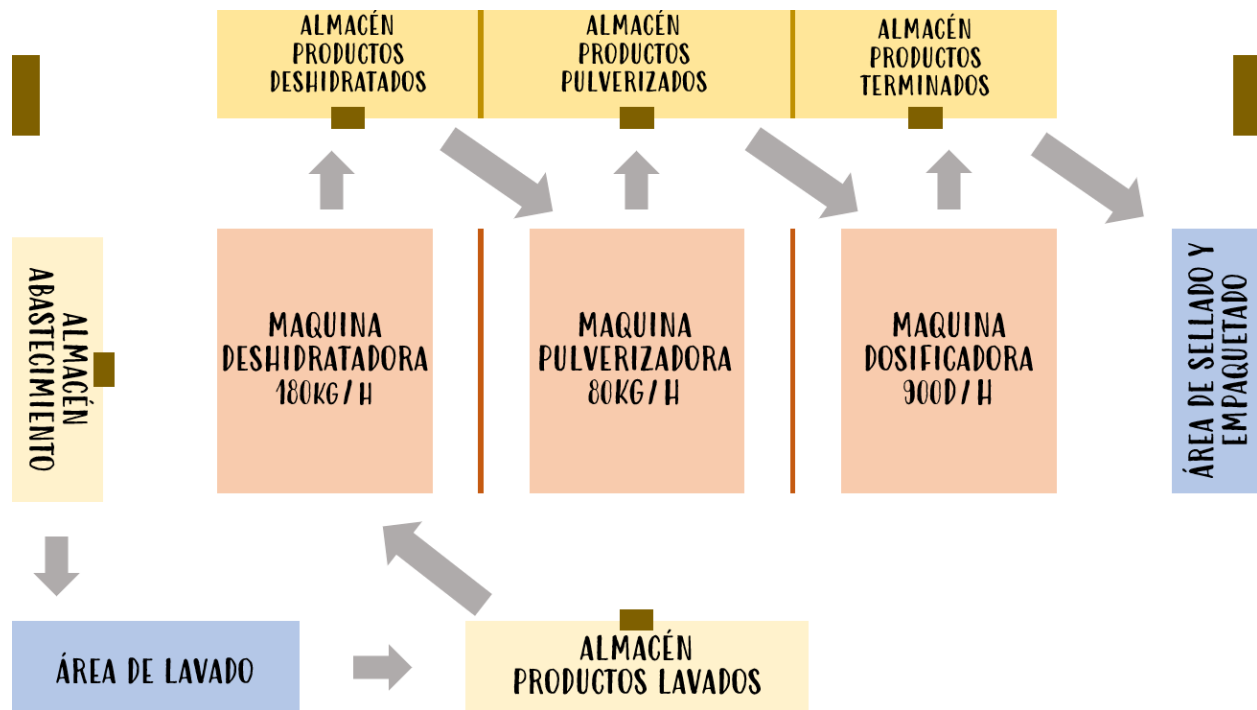 ALMACÉN
PRODUCTOS
DESHIDRATADOS
ALMACÉN
PRODUCTOS
PULVERIZADOS
ALMACÉN
PRODUCTOS
TERMINADOS
ALMACÉN
ABASTECIMIENTO
MAQUINA
DESHIDRATADORA
180KG/H
MAQUINA
PULVERIZADORA
80KG/H
MAQUINA
DOSIFICADORA
900D/H
ÁREA DE SELLADO Y
EMPAQUETADO
ÁREA DE LAVADO
ALMACÉN
PRODUCTOS LAVADOS